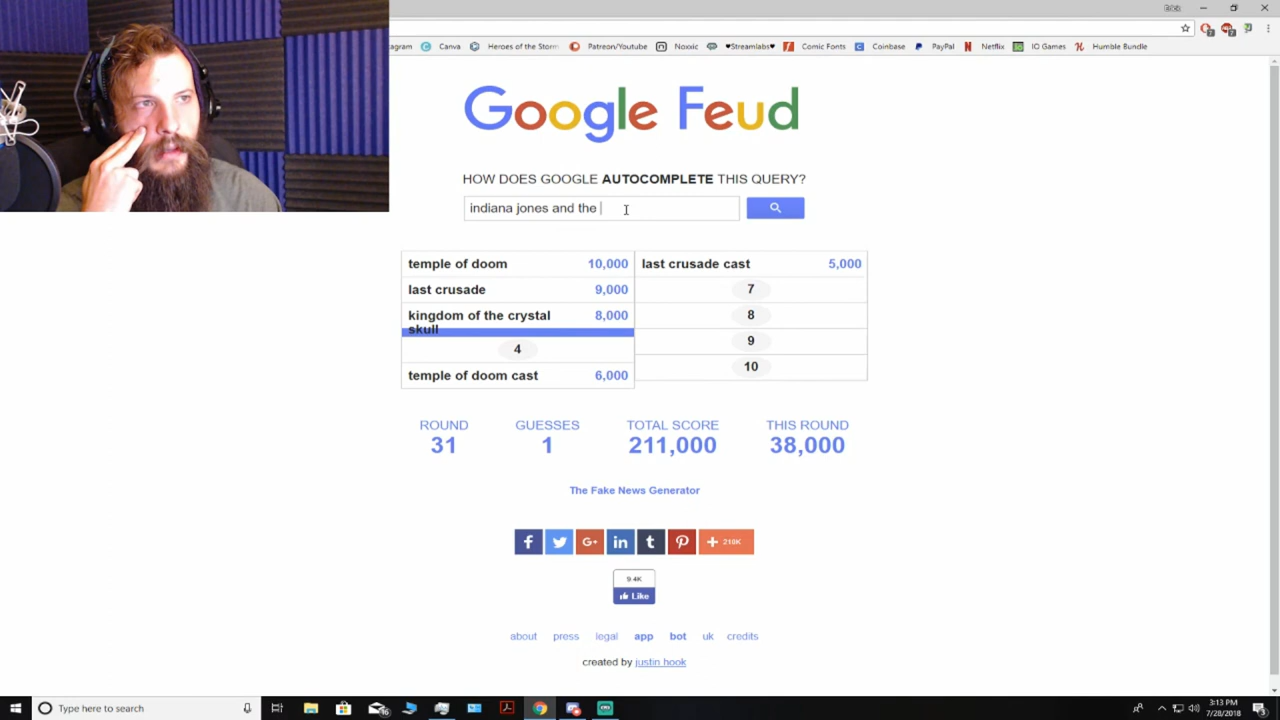 agram Canva Heroes of the Storm Patreon/Youtube Noxxic ♥Streamlabs♥ Comic Fonts Coinbase PayPal Netflix IO Games Humble Bundle
Google Feud
HOW DOES GOOGLE AUTOCOMPLETE THIS QUERY?
indiana jones and the
temple of doom 10,000
last crusade 9,000
kingdom of the crystal skull 8,000
4
temple of doom cast 6,000
last crusade cast 5,000
7
8
9
10
ROUND GUESSES TOTAL SCORE THIS ROUND
31 1 211,000 38,000
The Fake News Generator
218K
9.4K
Like
about press legal app bot uk credits
created by justin hook
Type here to search
16
3:13 PM
7/28/2018
3